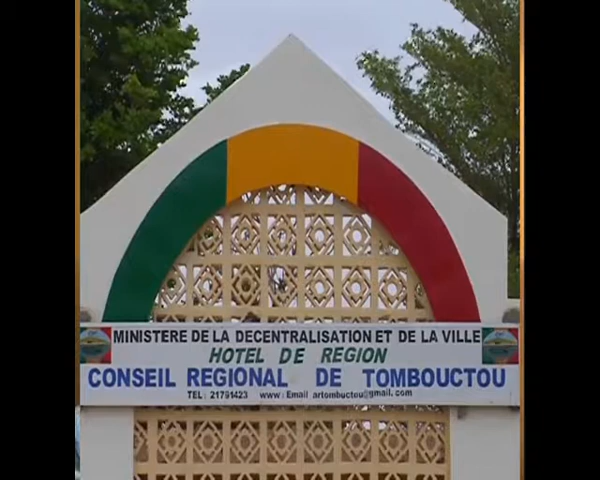 MINISTERE DE LA DECENTRALISATION ET DE LA VILLE
HOTEL DE REGION
CONSEIL REGIONAL DE TOMBOUCTOU
TEL: 21791423 www: Email artombouctou@gmail.com